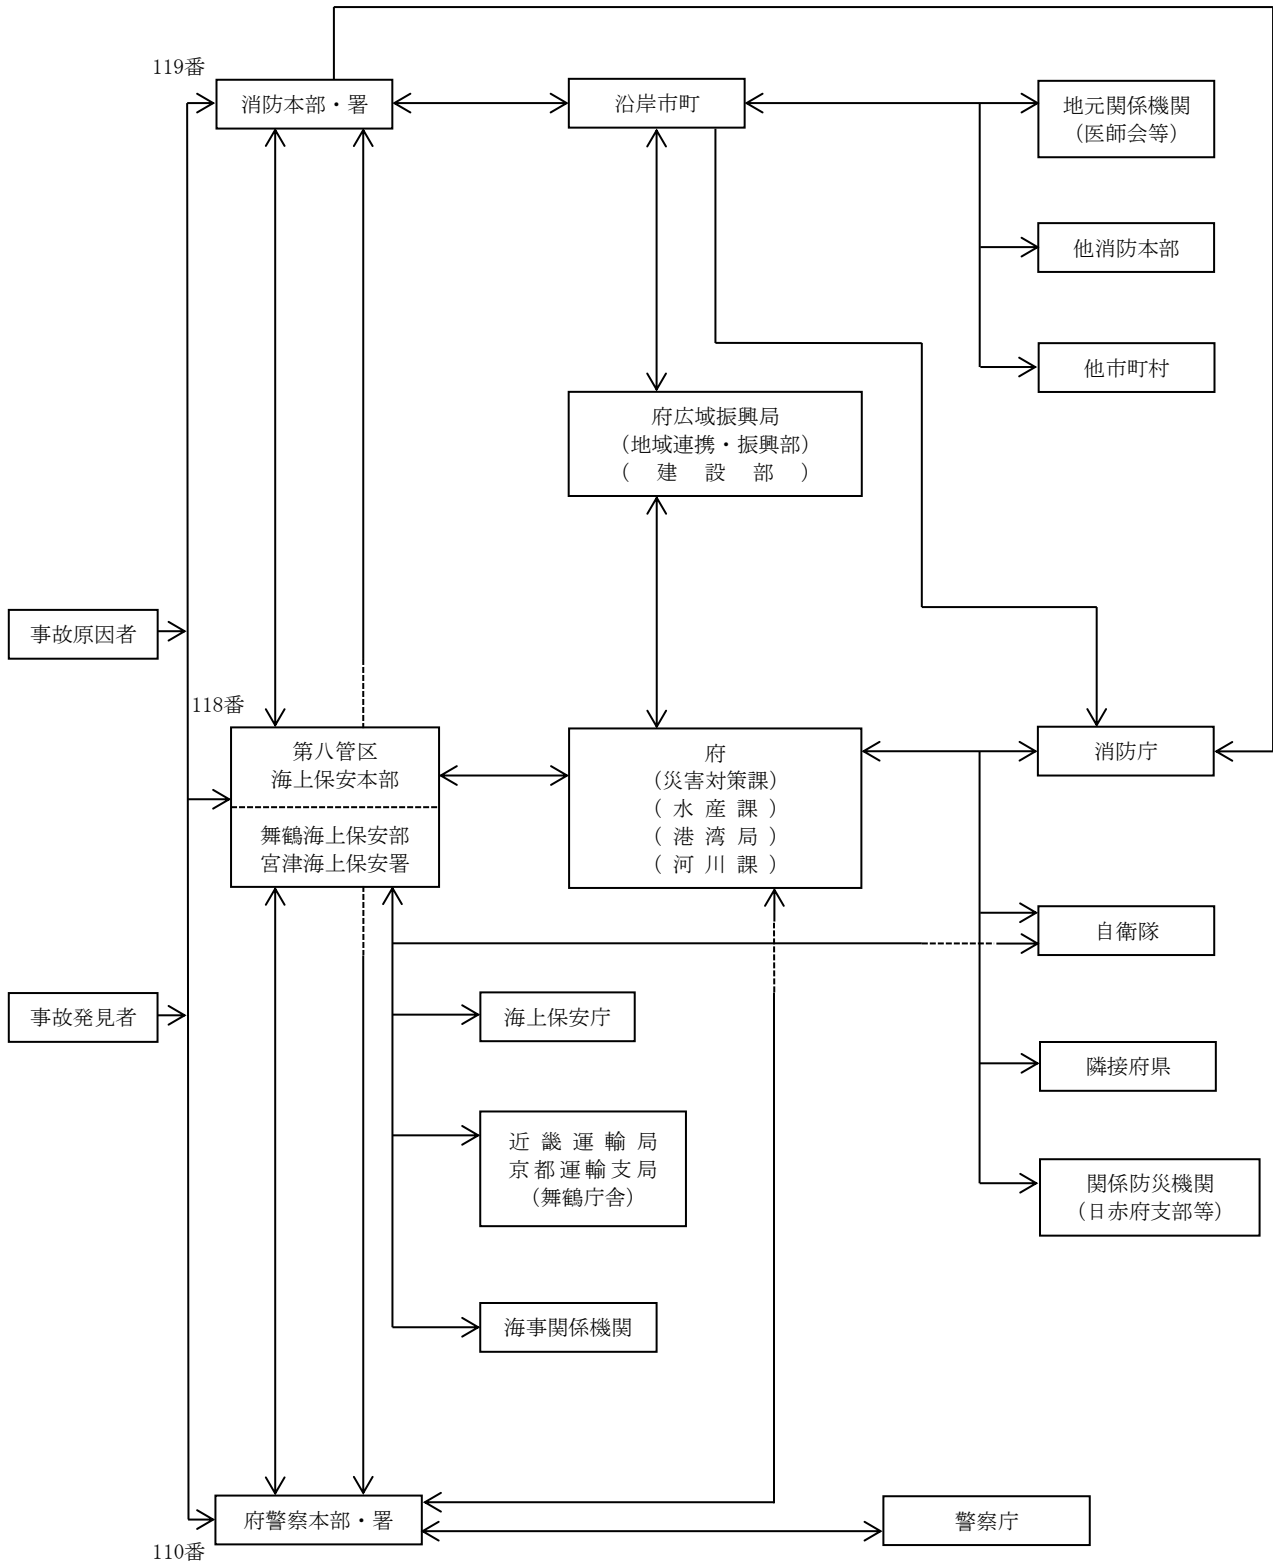 119番
消防本部・署
沿岸市町
地元関係機関
（医師会等）
他消防本部
他市町村
府広域振興局
（地域連携・振興部）
（ 建 設 部 ）
事故原因者
118番
第八管区
海上保安本部
舞鶴海上保安部
宮津海上保安署
府
（災害対策課）
（ 水 産 課 ）
（ 港 湾 局 ）
（ 河 川 課 ）
消防庁
自衛隊
事故発見者
海上保安庁
隣接府県
近 畿 運 輸 局
京都運輸支局
（舞鶴庁舎）
関係防災機関
（日赤府支部等）
海事関係機関
府警察本部・署
警察庁
110番